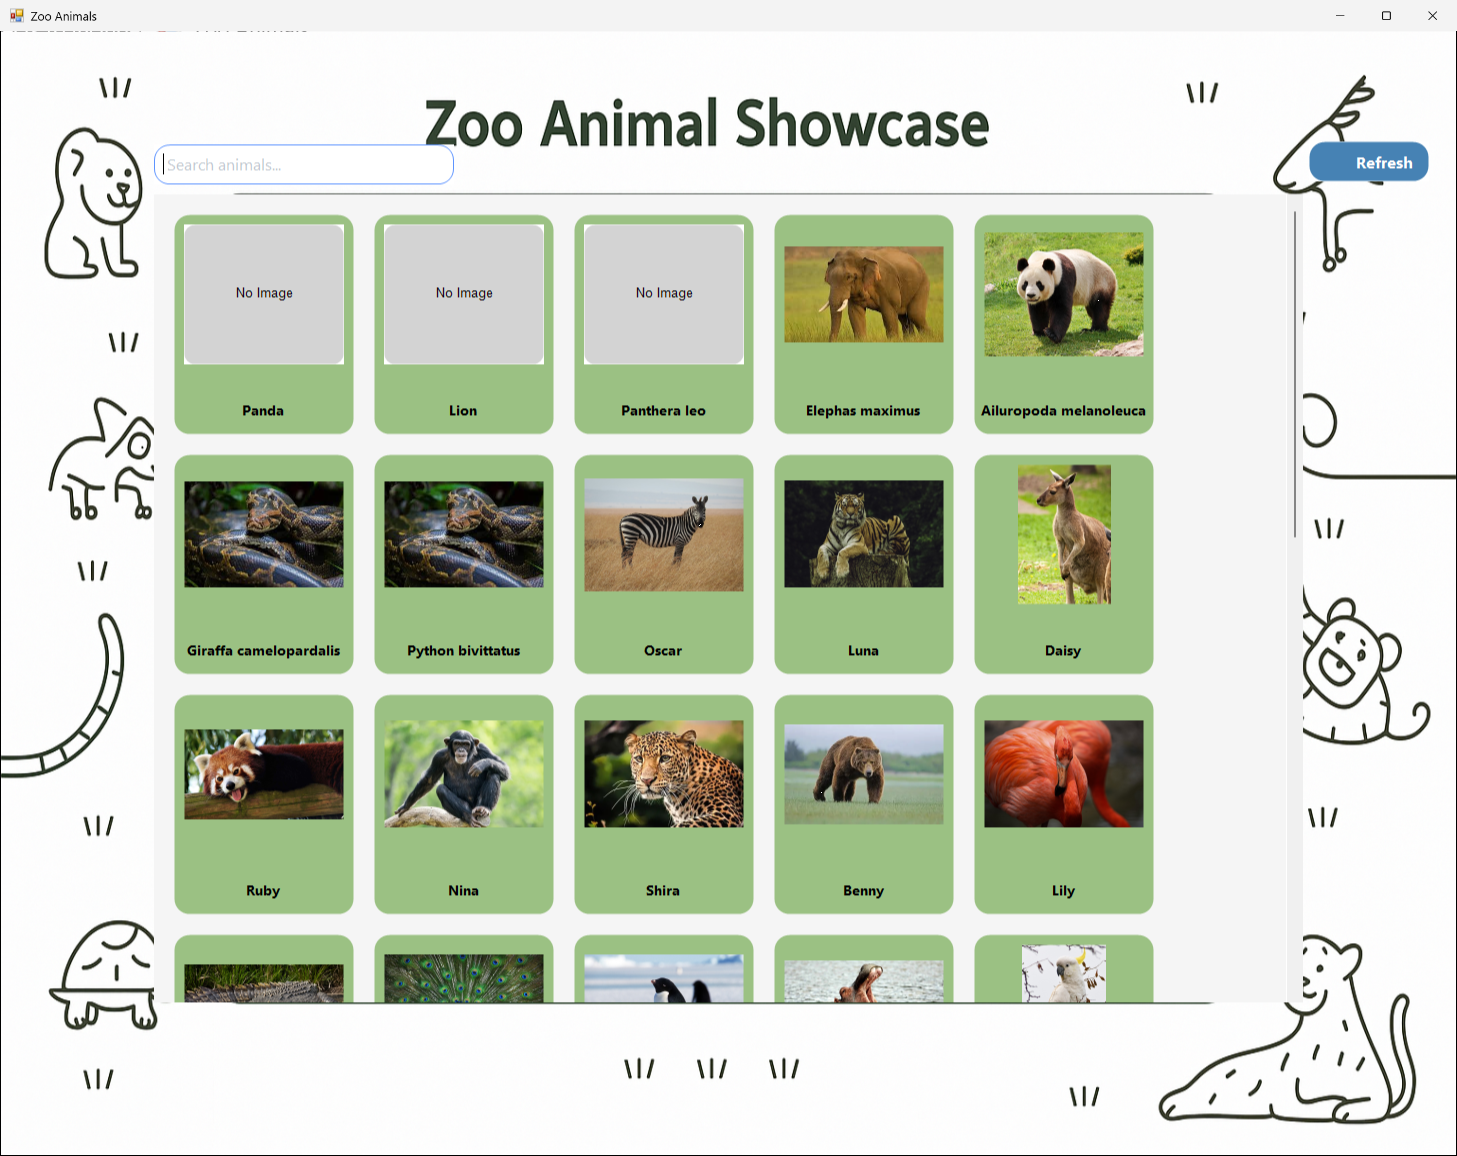 Zoo Animals
Zoo Animal Showcase
Search animals...
Refresh
No Image
No Image
No Image
Panda
Lion
Panthera leo
Elephas maximus
Ailuropoda melanoleuca
Giraffa camelopardalis
Python bivittatus
Oscar
Luna
Daisy
Ruby
Nina
Shira
Benny
Lily